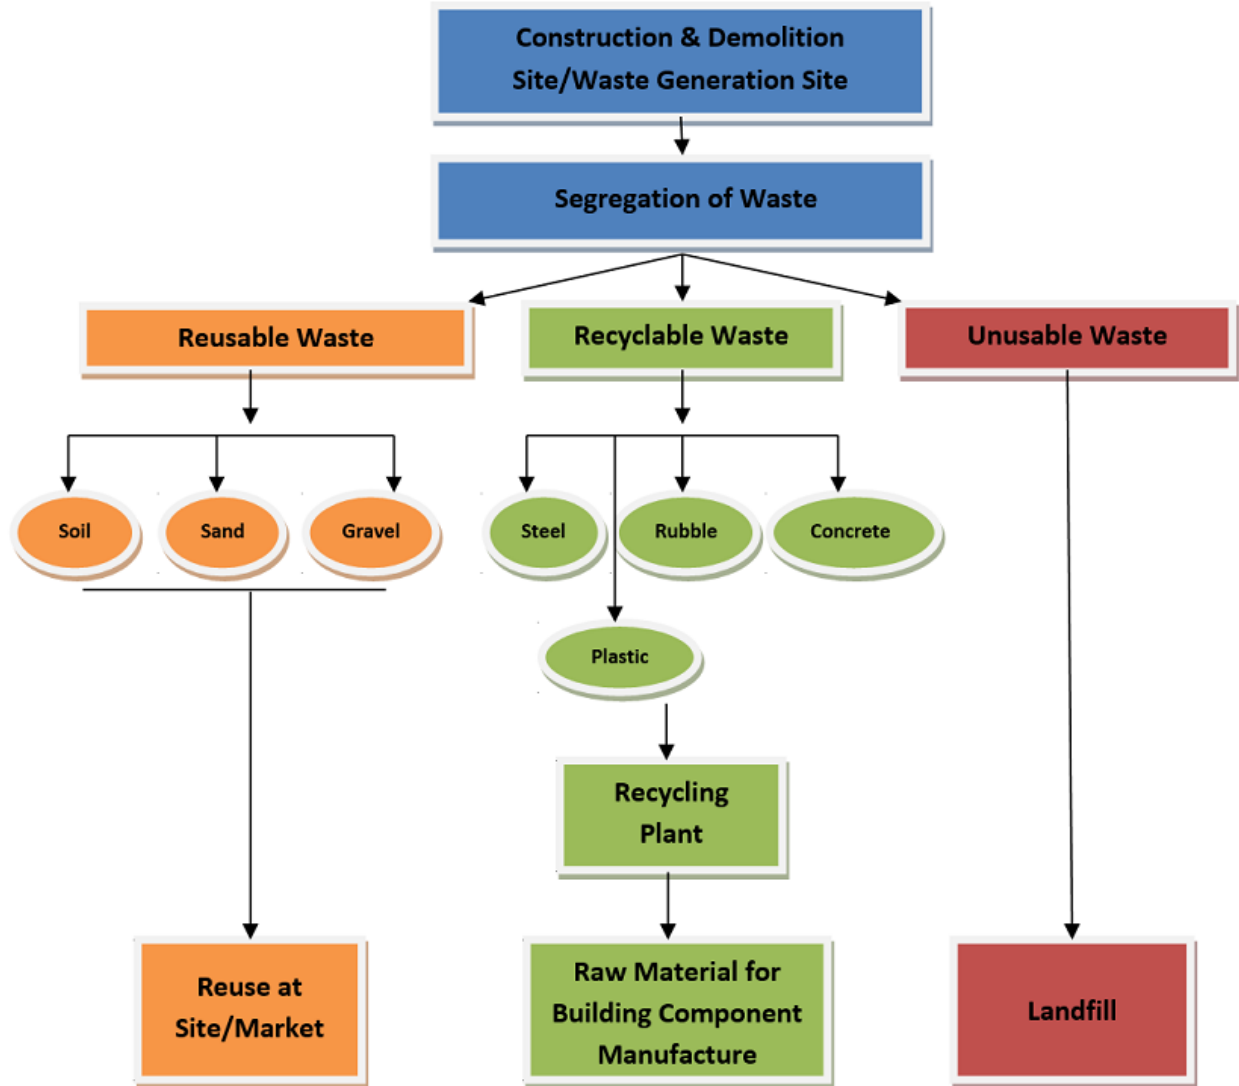 Construction & Demolition
Site/Waste Generation Site
Segregation of Waste
Reusable Waste
Recyclable Waste
Unusable Waste
Soil
Sand
Gravel
Steel
Rubble
Concrete
Plastic
Recycling
Plant
Reuse at
Site/Market
Raw Material for
Building Component
Manufacture
Landfill